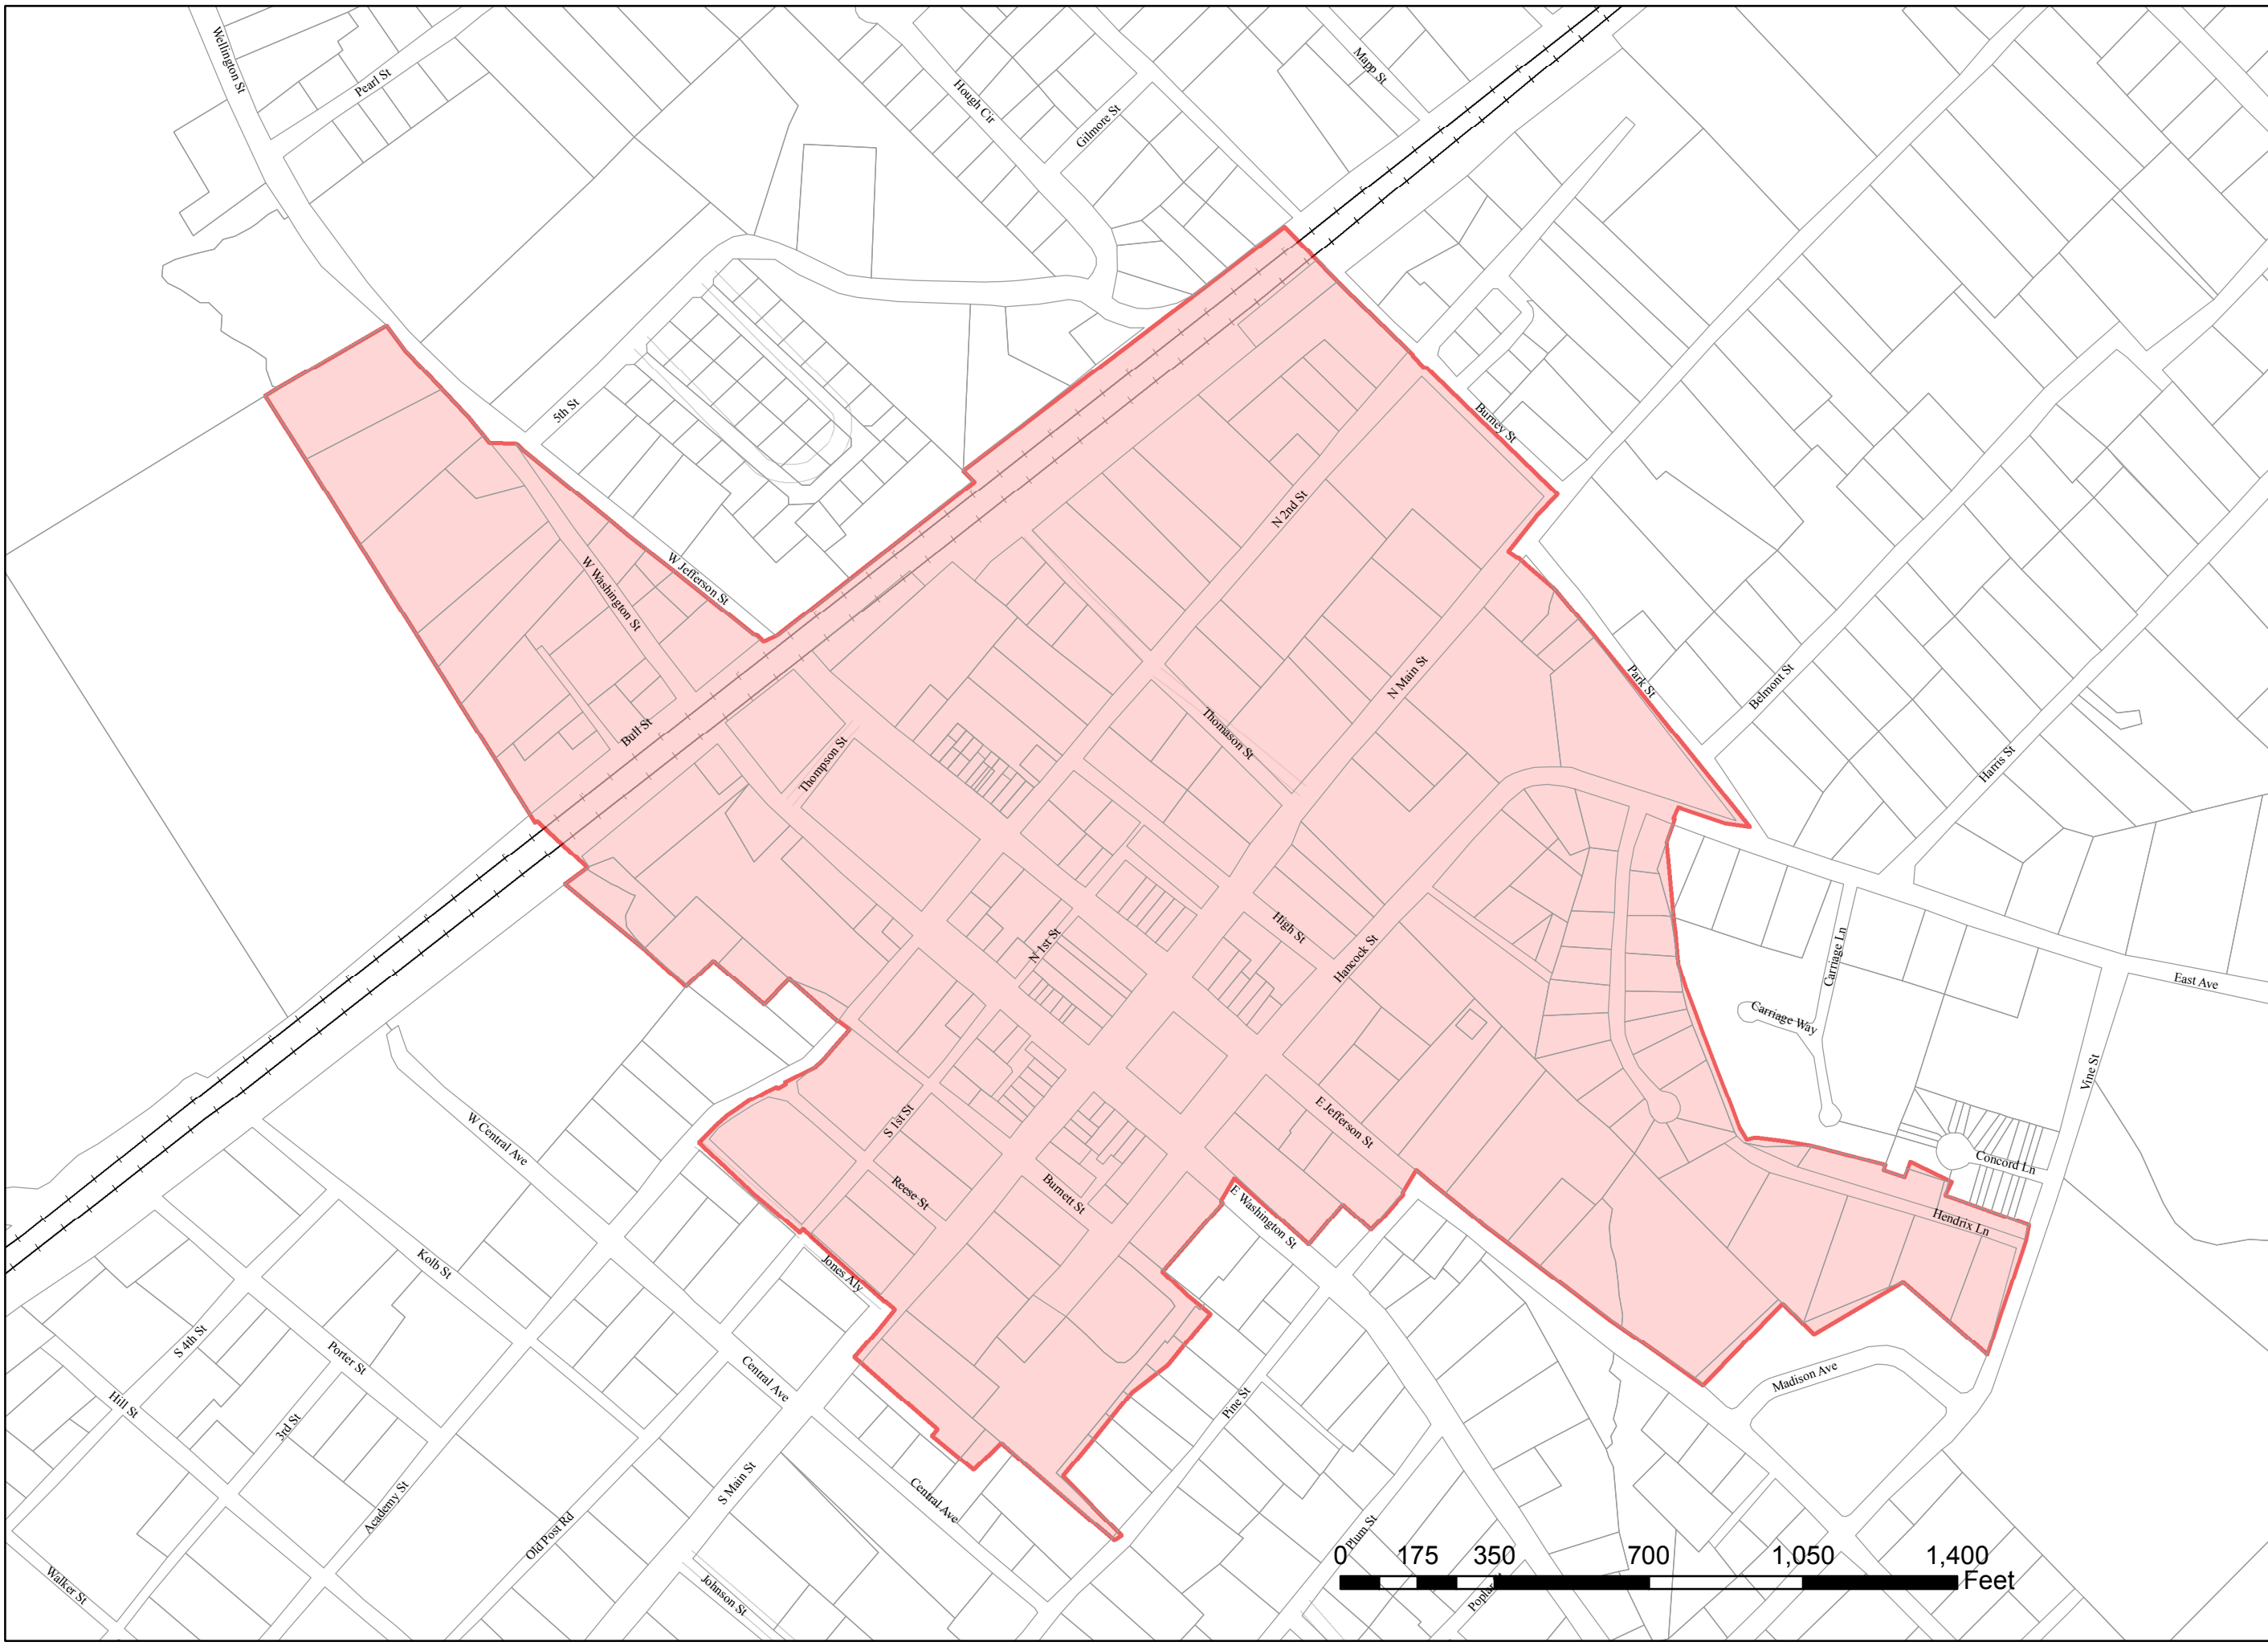 Wellington St
Pearl St
Hough Cir
Gilmore St
Mapp St
5th St
Burney St
N 2nd St
W Jefferson St
W Washington St
Park St
N Main St
Belmont St
Bull St
Thomason St
Thompson St
Harris St
High St
N 1st St
Hancock St
Carriage Ln
East Ave
Carriage Way
Vine St
W Central Ave
S 1st St
E Jefferson St
Concord Ln
Reese St
Burnett St
E Washington St
Hendrix Ln
Kolb St
Jones Aly
S 4th St
Porter St
Central Ave
Madison Ave
Hill St
3rd St
Pine St
S Main St
Academy St
Central Ave
Old Post Rd
Plum St
0 175 350 700 1,050 1,400
Feet
Walker St
Johnson St